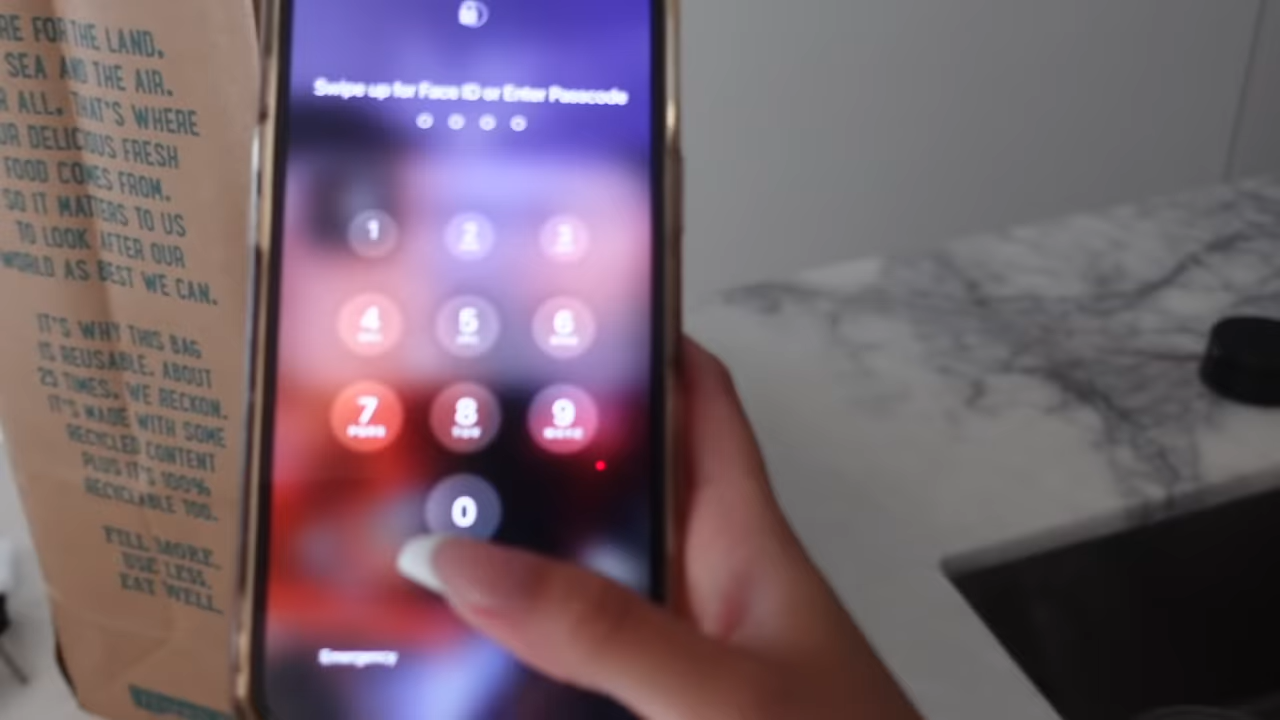 RE FOR THE LAND.
SEA AND THE AIR.
R ALL. THAT'S WHERE
UR DELICIOUS FRESH
FOOD COMES FROM.
SO IT MATTERS TO US
TO LOOK AFTER OUR
WORLD AS BEST WE CAN.
IT'S WHY THIS BAG
IS REUSABLE. ABOUT
25 TIMES, WE RECKON.
IT'S MADE WITH SOME
RECYCLED CONTENT
PLUS IT'S 100%
RECYCLABLE TOO.
FILL MORE.
USE LESS.
EAT WELL.
Swipe up for Face ID or Enter Passcode
1 2 3
4 5 6
7 8 9
PQRS TUV WXYZ
0
Emergency